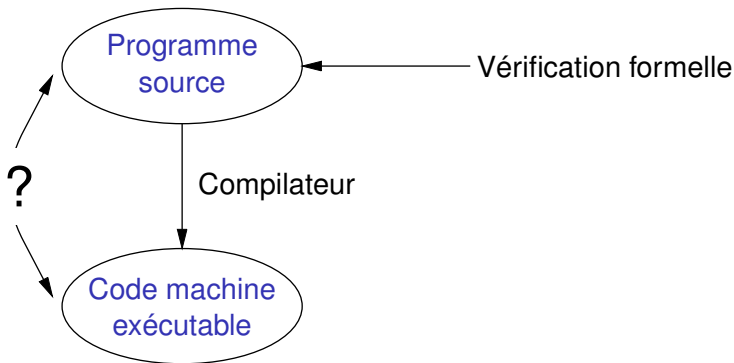 Programme
source
Vérification formelle
?
Compilateur
Code machine
exécutable